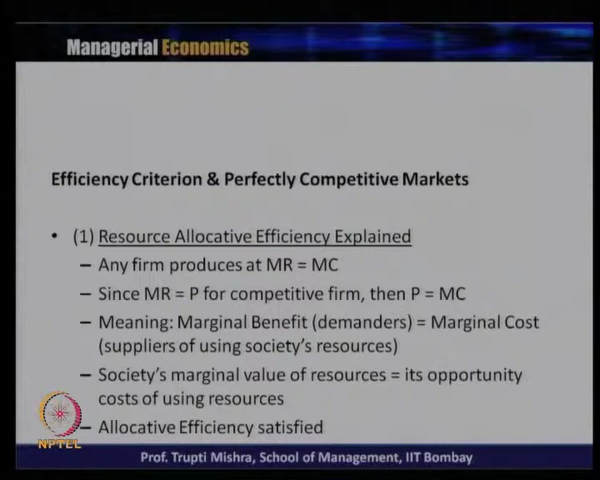 Managerial Economics
Efficiency Criterion & Perfectly Competitive Markets
• (1) Resource Allocative Efficiency Explained
– Any firm produces at MR = MC
– Since MR = P for competitive firm, then P = MC
– Meaning: Marginal Benefit (demanders) = Marginal Cost
(suppliers of using society's resources)
– Society's marginal value of resources = its opportunity
costs of using resources
– Allocative Efficiency satisfied
NPTEL
Prof. Trupti Mishra, School of Management, IIT Bombay